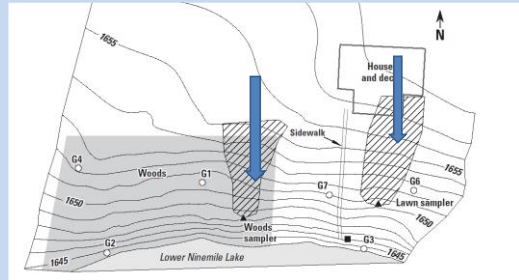 1655
N
House
and dec
Sidewalk
G4
Woods
G1
G7
G6
1655
1650
Lawn sampler
1650
Woods
sampler
G2
G3
1645
1645
Lower Ninemile Lake